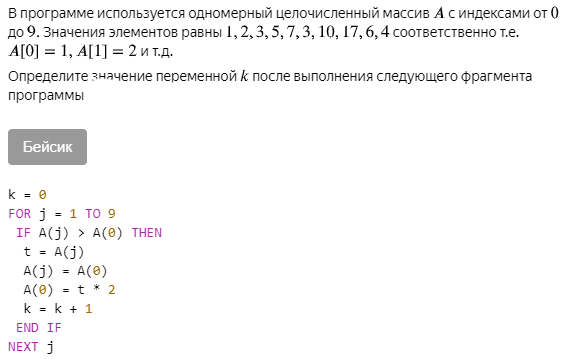 В программе используется одномерный целочисленный массив A с индексами от 0
до 9. Значения элементов равны 1, 2, 3, 5, 7, 3, 10, 17, 6, 4 соответственно т.е.
A[0] = 1, A[1] = 2 и т.д.
Определите значение переменной k после выполнения следующего фрагмента
программы
Бейсик
k = 0
FOR j = 1 TO 9
 IF A(j) > A(0) THEN
  t = A(j)
  A(j) = A(0)
  A(0) = t * 2
  k = k + 1
 END IF
NEXT j